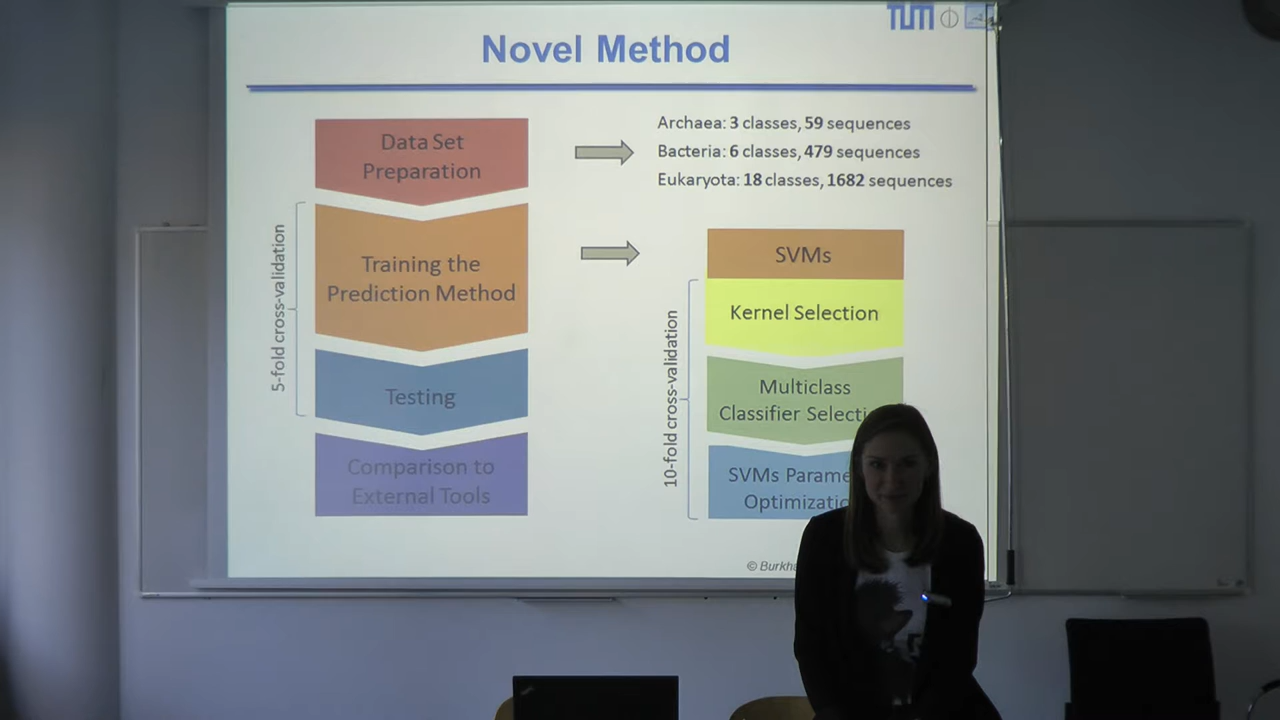 TUM
Novel Method
Data Set
Preparation
Archaea: 3 classes, 59 sequences
Bacteria: 6 classes, 479 sequences
Eukaryota: 18 classes, 1682 sequences
5-fold cross-validation
Training the
Prediction Method
Testing
Comparison to
External Tools
SVMs
10-fold cross-validation
Kernel Selection
Multiclass
Classifier Selecti
SVMs Parame
Optimizatio
© Burkha